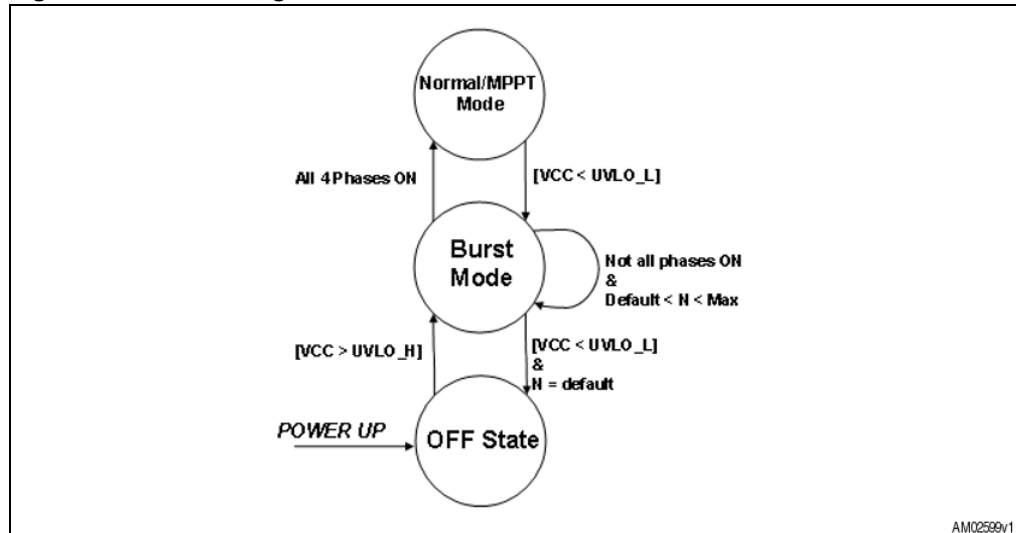 Normal/MPPT
Mode
All 4 Phases ON
[VCC < UVLO_L]
Burst
Mode
Not all phases ON
&
Default < N < Max
[VCC > UVLO_H]
[VCC < UVLO_L]
&
N = default
POWER UP
OFF State
AM02599v1